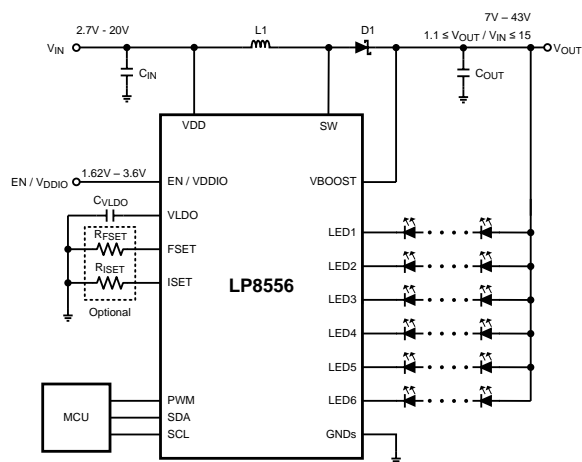 2.7V - 20V
L1
D1
7V – 43V
1.1 ≤ VOUT / VIN ≤ 15
VIN
VOUT
CIN
COUT
VDD
SW
1.62V – 3.6V
EN / VDDIO
EN / VDDIO
VBOOST
CVLDO
VLDO
RFSET
FSET
RISET
ISET
Optional
LP8556
LED1
LED2
LED3
LED4
LED5
LED6
MCU
PWM
SDA
SCL
GNDs